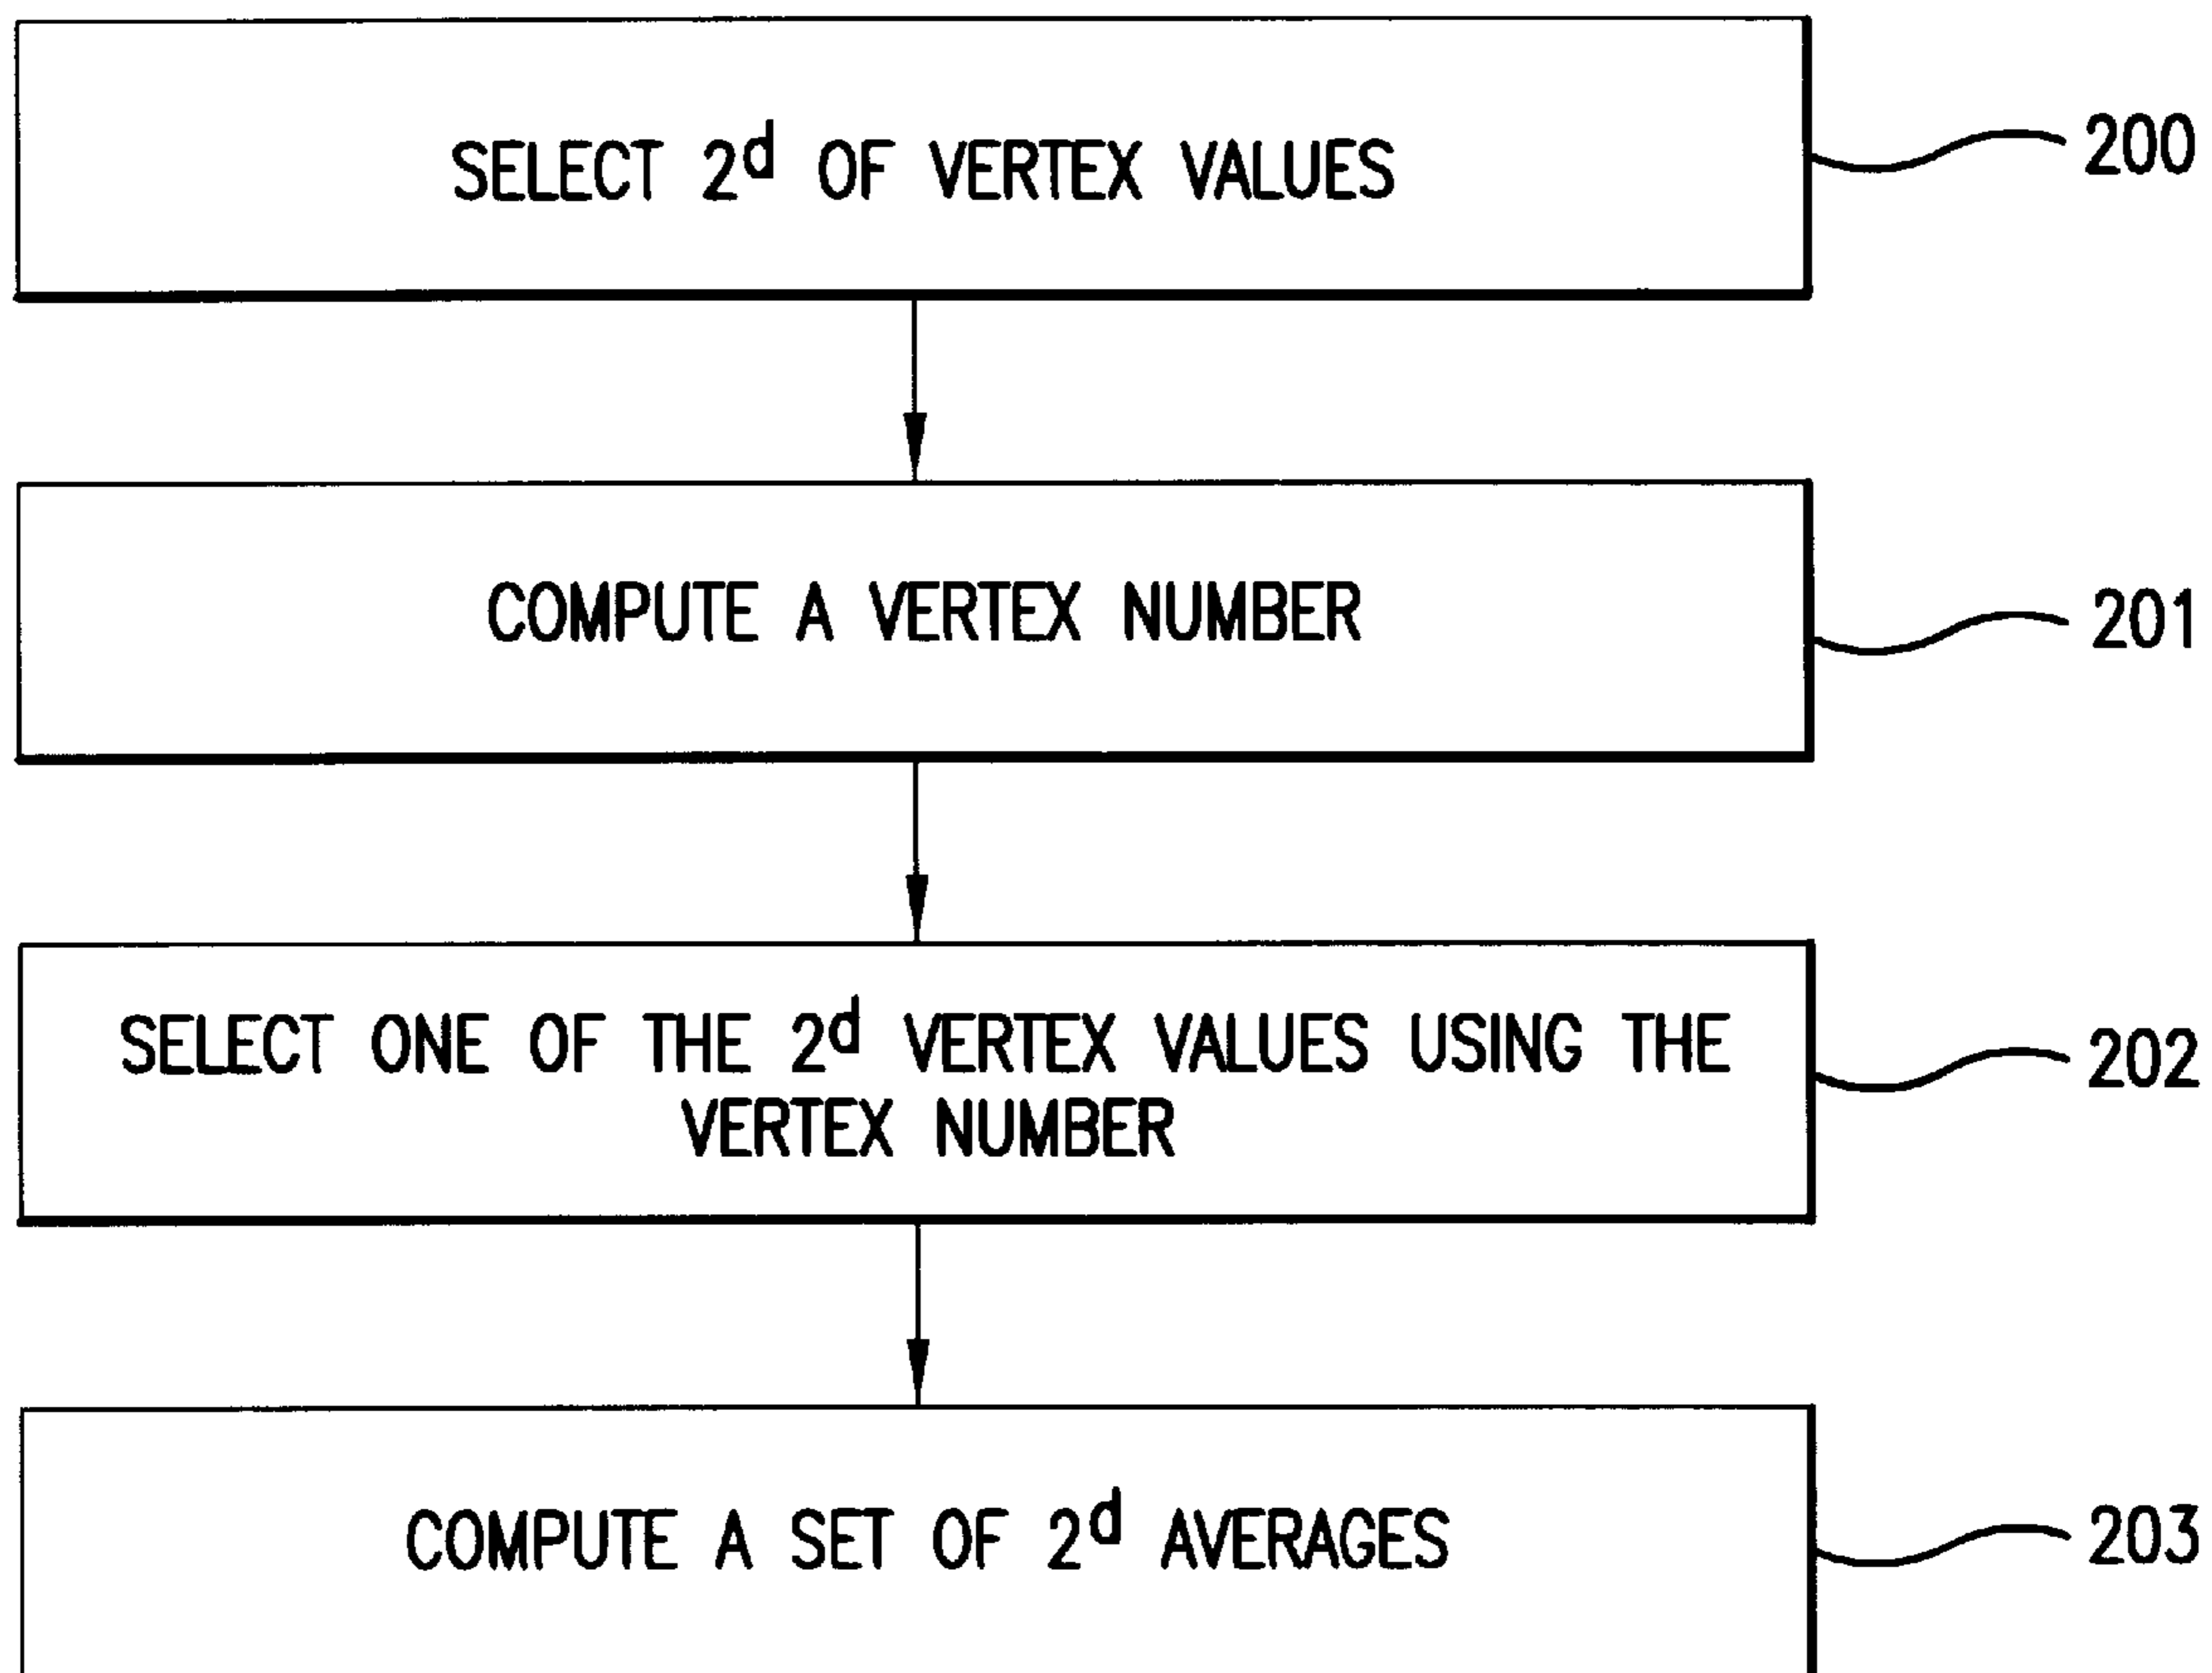 SELECT 2ᵈ OF VERTEX VALUES
200
COMPUTE A VERTEX NUMBER
201
SELECT ONE OF THE 2ᵈ VERTEX VALUES USING THE
VERTEX NUMBER
202
COMPUTE A SET OF 2ᵈ AVERAGES
203